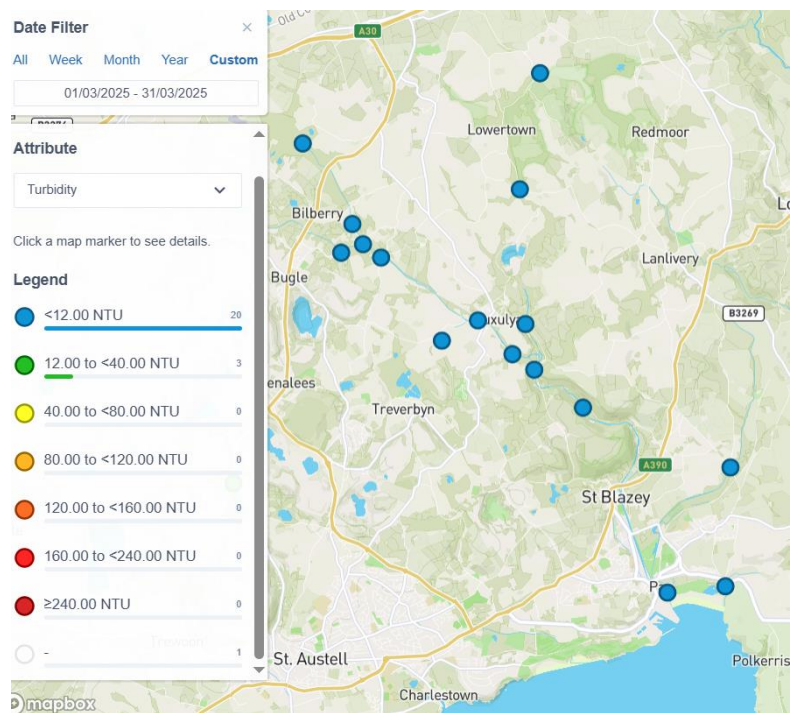 Date Filter
×
All Week Month Year Custom
01/03/2025 - 31/03/2025
Attribute
Turbidity
Click a map marker to see details.
Legend
<12.00 NTU 20
12.00 to <40.00 NTU 3
40.00 to <80.00 NTU 0
80.00 to <120.00 NTU 0
120.00 to <160.00 NTU 0
160.00 to <240.00 NTU 0
≥240.00 NTU 0
- 1
mapbox
A30
Lowertown
Redmoor
Bilberry
Bugle
Lanlivery
B3269
enalees
Treverbyn
A390
St Blazey
St. Austell
Charlestown
Polkerris